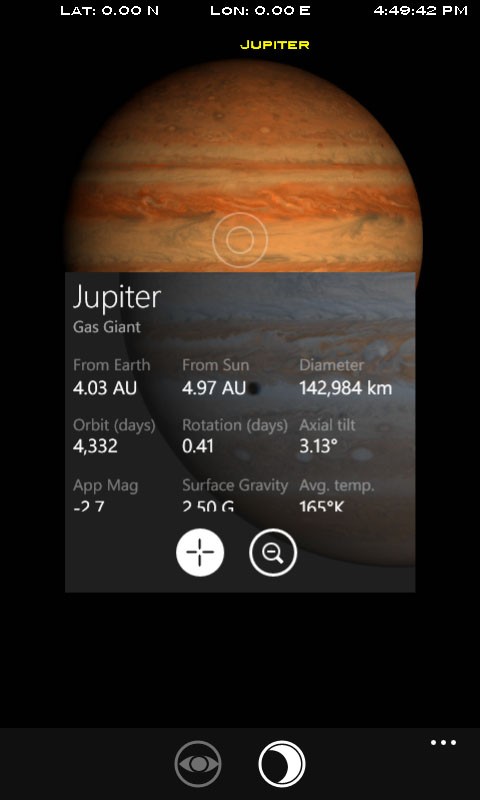 LAT: 0.00 N LON: 0.00 E 4:49:42 PM
JUPITER
Jupiter
Gas Giant
From Earth From Sun Diameter
4.03 AU 4.97 AU 142,984 km
Orbit (days) Rotation (days) Axial tilt
4,332 0.41 3.13°
App Mag Surface Gravity Avg. temp.
-2.7 2.50 G 165°K